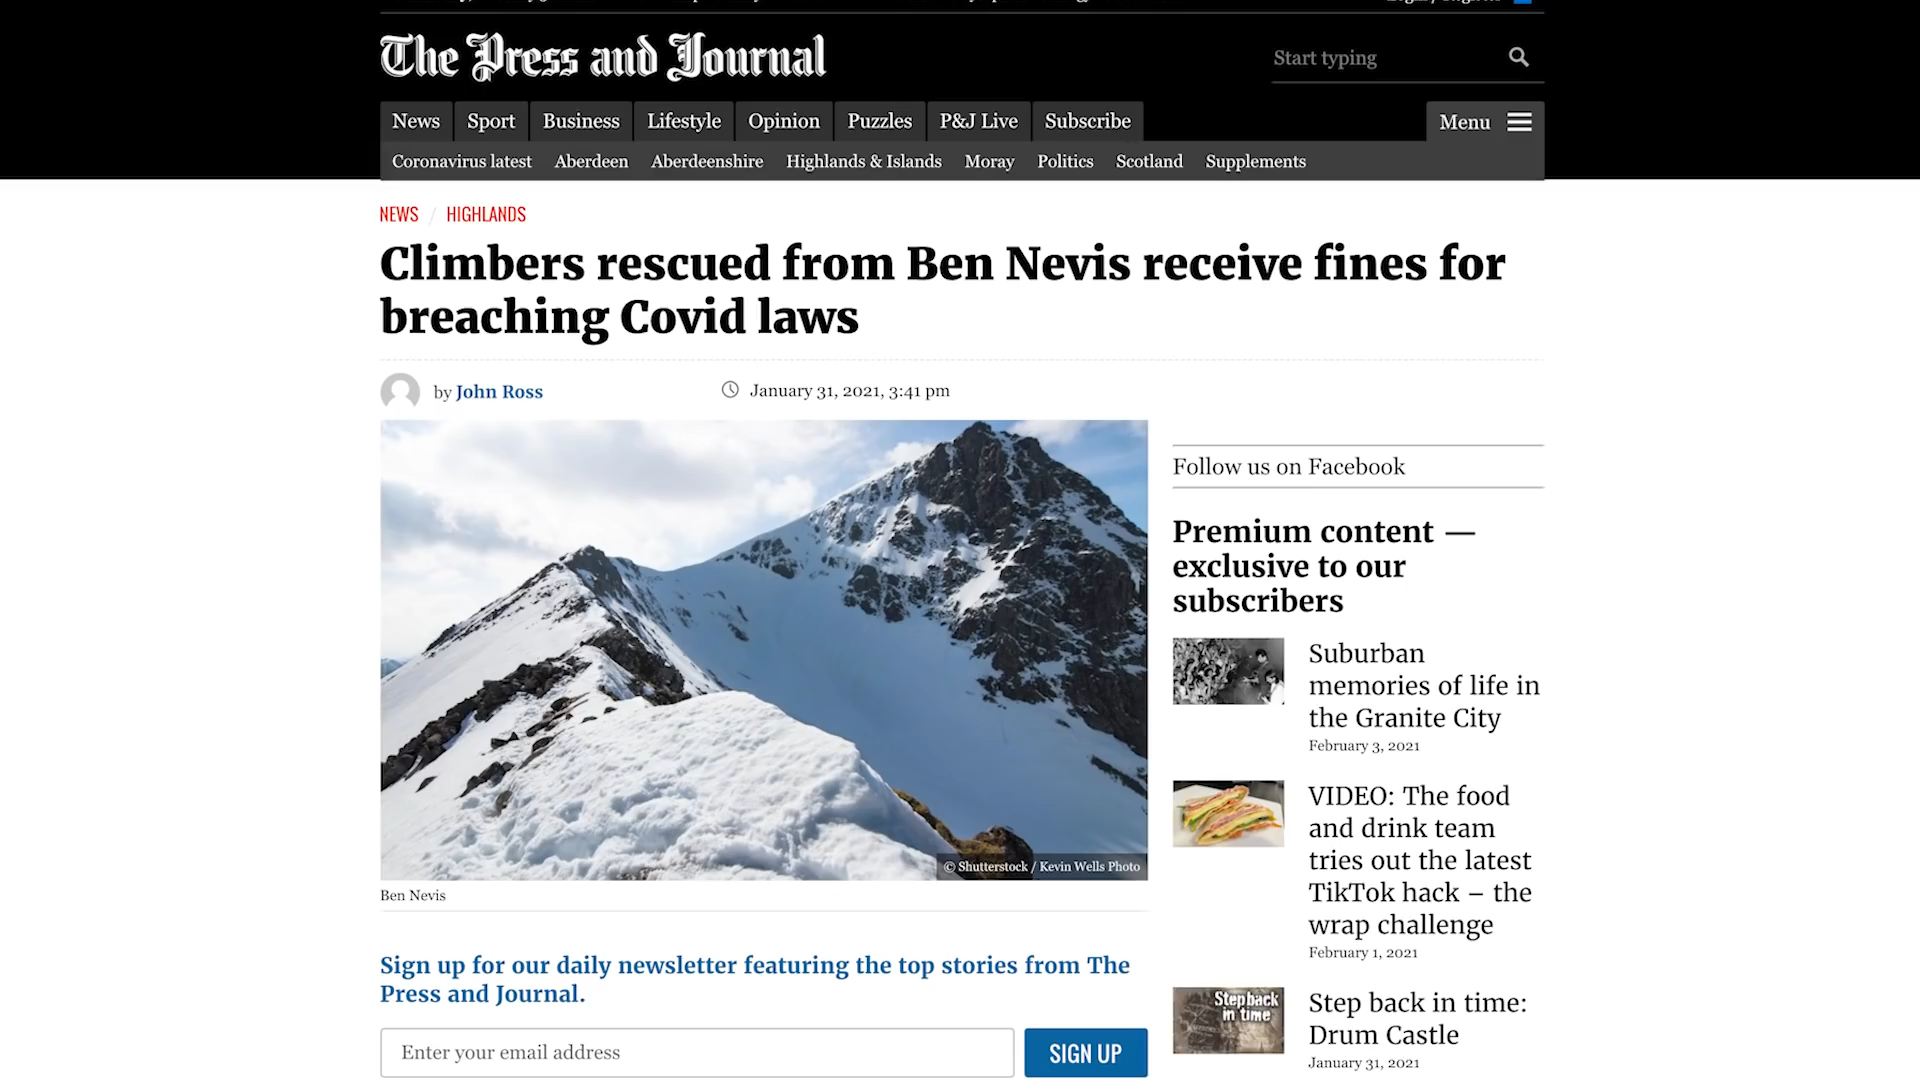 The Press and Journal
Start typing
News Sport Business Lifestyle Opinion Puzzles P&J Live Subscribe Menu
Coronavirus latest Aberdeen Aberdeenshire Highlands & Islands Moray Politics Scotland Supplements
NEWS / HIGHLANDS
Climbers rescued from Ben Nevis receive fines for
breaching Covid laws
by John Ross January 31, 2021, 3:41 pm
© Shutterstock / Kevin Wells Photo
Ben Nevis
Sign up for our daily newsletter featuring the top stories from The
Press and Journal.
Enter your email address
SIGN UP
Follow us on Facebook
Premium content —
exclusive to our
subscribers
Suburban
memories of life in
the Granite City
February 3, 2021
VIDEO: The food
and drink team
tries out the latest
TikTok hack – the
wrap challenge
February 1, 2021
Step back
in time
Step back in time:
Drum Castle
January 31, 2021